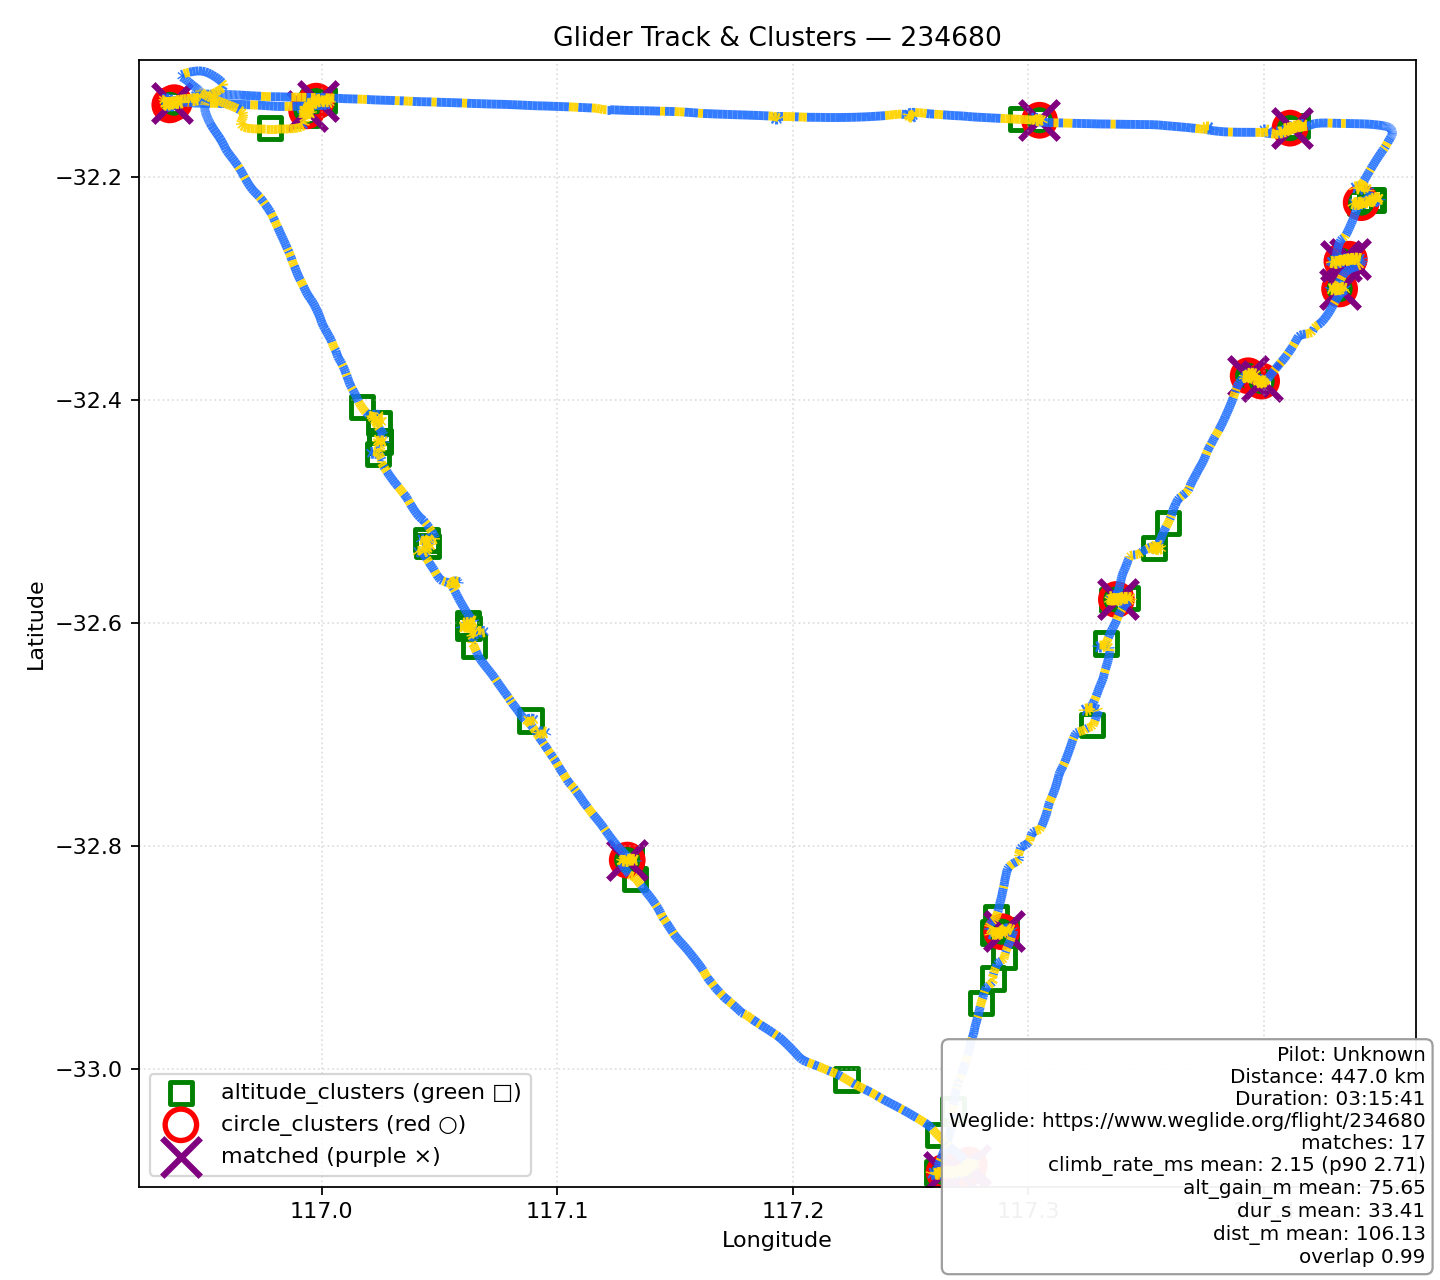 Glider Track & Clusters — 234680
−32.2
−32.4
−32.6
−32.8
−33.0
Latitude
117.0
117.1
117.2
117.3
Longitude
altitude_clusters (green □)
circle_clusters (red ○)
matched (purple ×)
Pilot: Unknown
Distance: 447.0 km
Duration: 03:15:41
Weglide: https://www.weglide.org/flight/234680
matches: 17
climb_rate_ms mean: 2.15 (p90 2.71)
alt_gain_m mean: 75.65
dur_s mean: 33.41
dist_m mean: 106.13
overlap 0.99